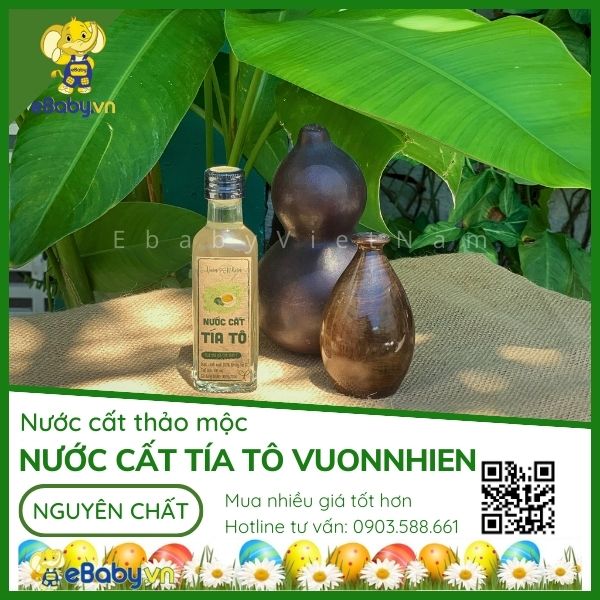 eBaby.vn
EbabyVietNam
NƯỚC CẤT
TÍA TÔ
Nước cất thảo mộc
NƯỚC CẤT TÍA TÔ VUONNHIEN
NGUYÊN CHẤT
Mua nhiều giá tốt hơn
Hotline tư vấn: 0903.588.661
eBaby.vn